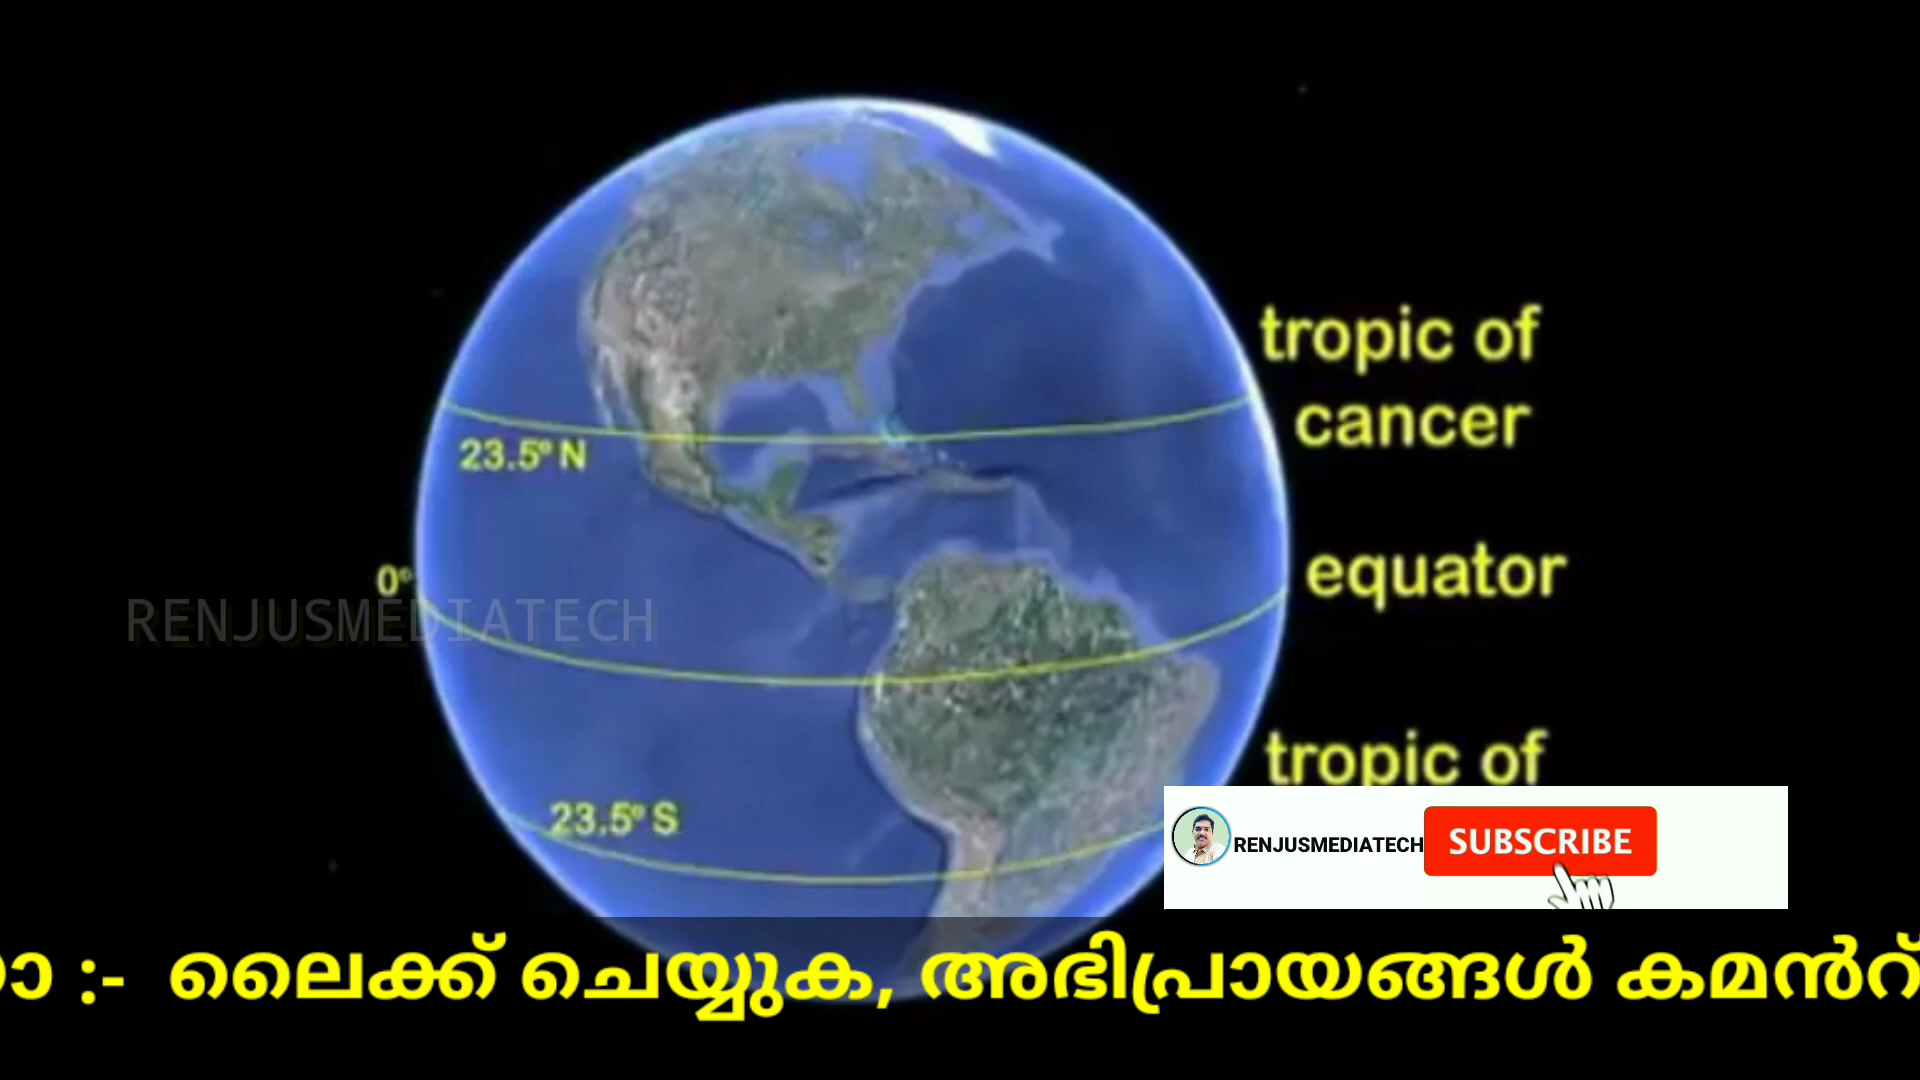 tropic of
cancer
23.5° N
0°
equator
RENJUSMEDIATECH
tropic of
23.5° S
RENJUSMEDIATECH
SUBSCRIBE
:- ലൈക്ക് ചെയ്യുക, അഭിപ്രായങ്ങൾ കമൻറ്